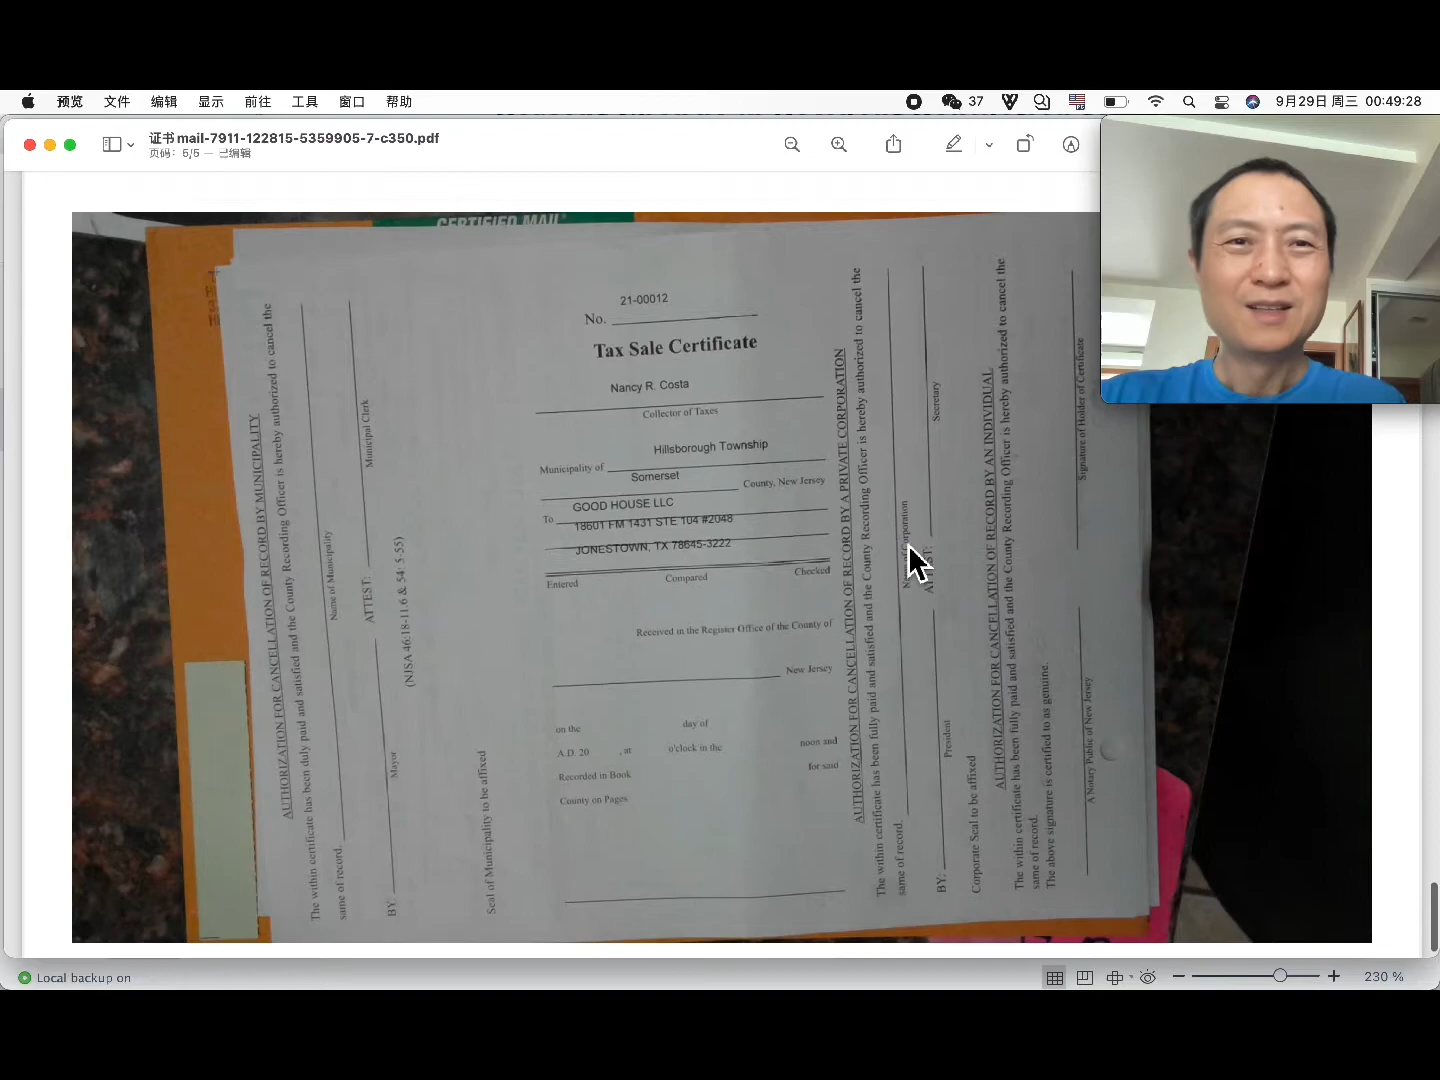 预览 文件 编辑 显示 前往 工具 窗口 帮助
37
9月29日 周三 00:49:28
证书mail-7911-122815-5359905-7-c350.pdf
页码：5/5 — 已编辑
CERTIFIED MAIL
AUTHORIZATION FOR CANCELLATION OF RECORD BY MUNICIPALITY
The within certificate has been duly paid and satisfied and the County Recording Officer is hereby authorized to cancel the
same of record.
Name of Municipality
ATTEST:
Municipal Clerk
BY:
Mayor
(NJSA 46:18-11.6 & 54: 5-55)
Seal of Municipality to be affixed
21-00012
No.
Tax Sale Certificate
Nancy R. Costa
Collector of Taxes
Hillsborough Township
Municipality of
Somerset
County, New Jersey
GOOD HOUSE LLC
To
18601 FM 1431 STE 104 #2048
JONESTOWN, TX 78645-3222
Entered Compared Checked
Received in the Register Office of the County of
New Jersey
on the day of
A.D. 20 , at o'clock in the noon and
Recorded in Book for said
County on Pages
AUTHORIZATION FOR CANCELLATION OF RECORD BY A PRIVATE CORPORATION
The within certificate has been fully paid and satisfied and the County Recording Officer is hereby authorized to cancel the
same of record.
Corporation
Secretary
BY:
President
Corporate Seal to be affixed
AUTHORIZATION FOR CANCELLATION OF RECORD BY AN INDIVIDUAL
The within certificate has been fully paid and satisfied and the County Recording Officer is hereby authorized to cancel the
same of record.
The above signature is certified to as genuine.
Signature of Holder of Certificate
A Notary Public of New Jersey
Local backup on
230 %